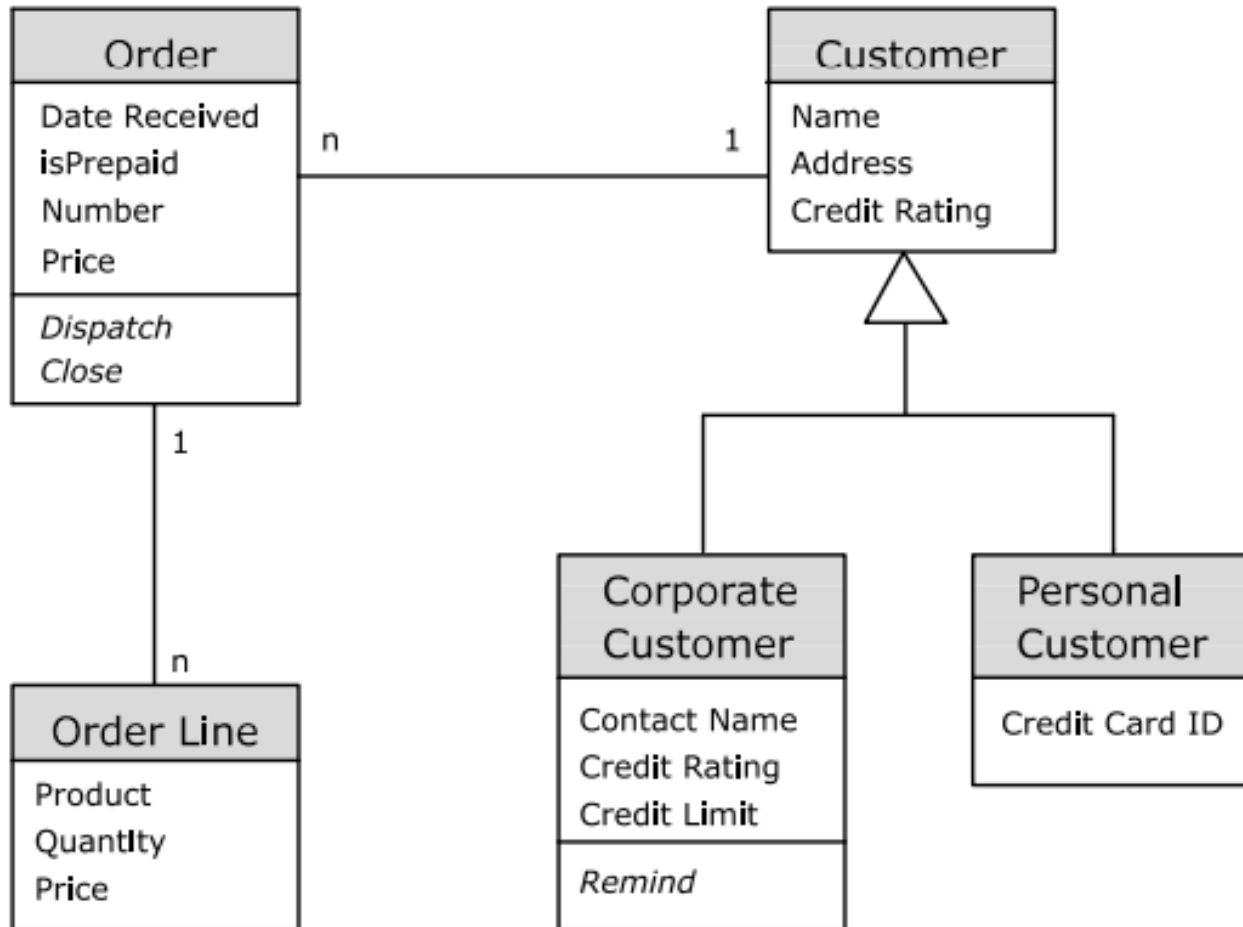 Order
Date Received
isPrepaid
Number
Price
Dispatch
Close
n
1
Customer
Name
Address
Credit Rating
1
n
Order Line
Product
Quantity
Price
Corporate
Customer
Contact Name
Credit Rating
Credit Limit
Remind
Personal
Customer
Credit Card ID